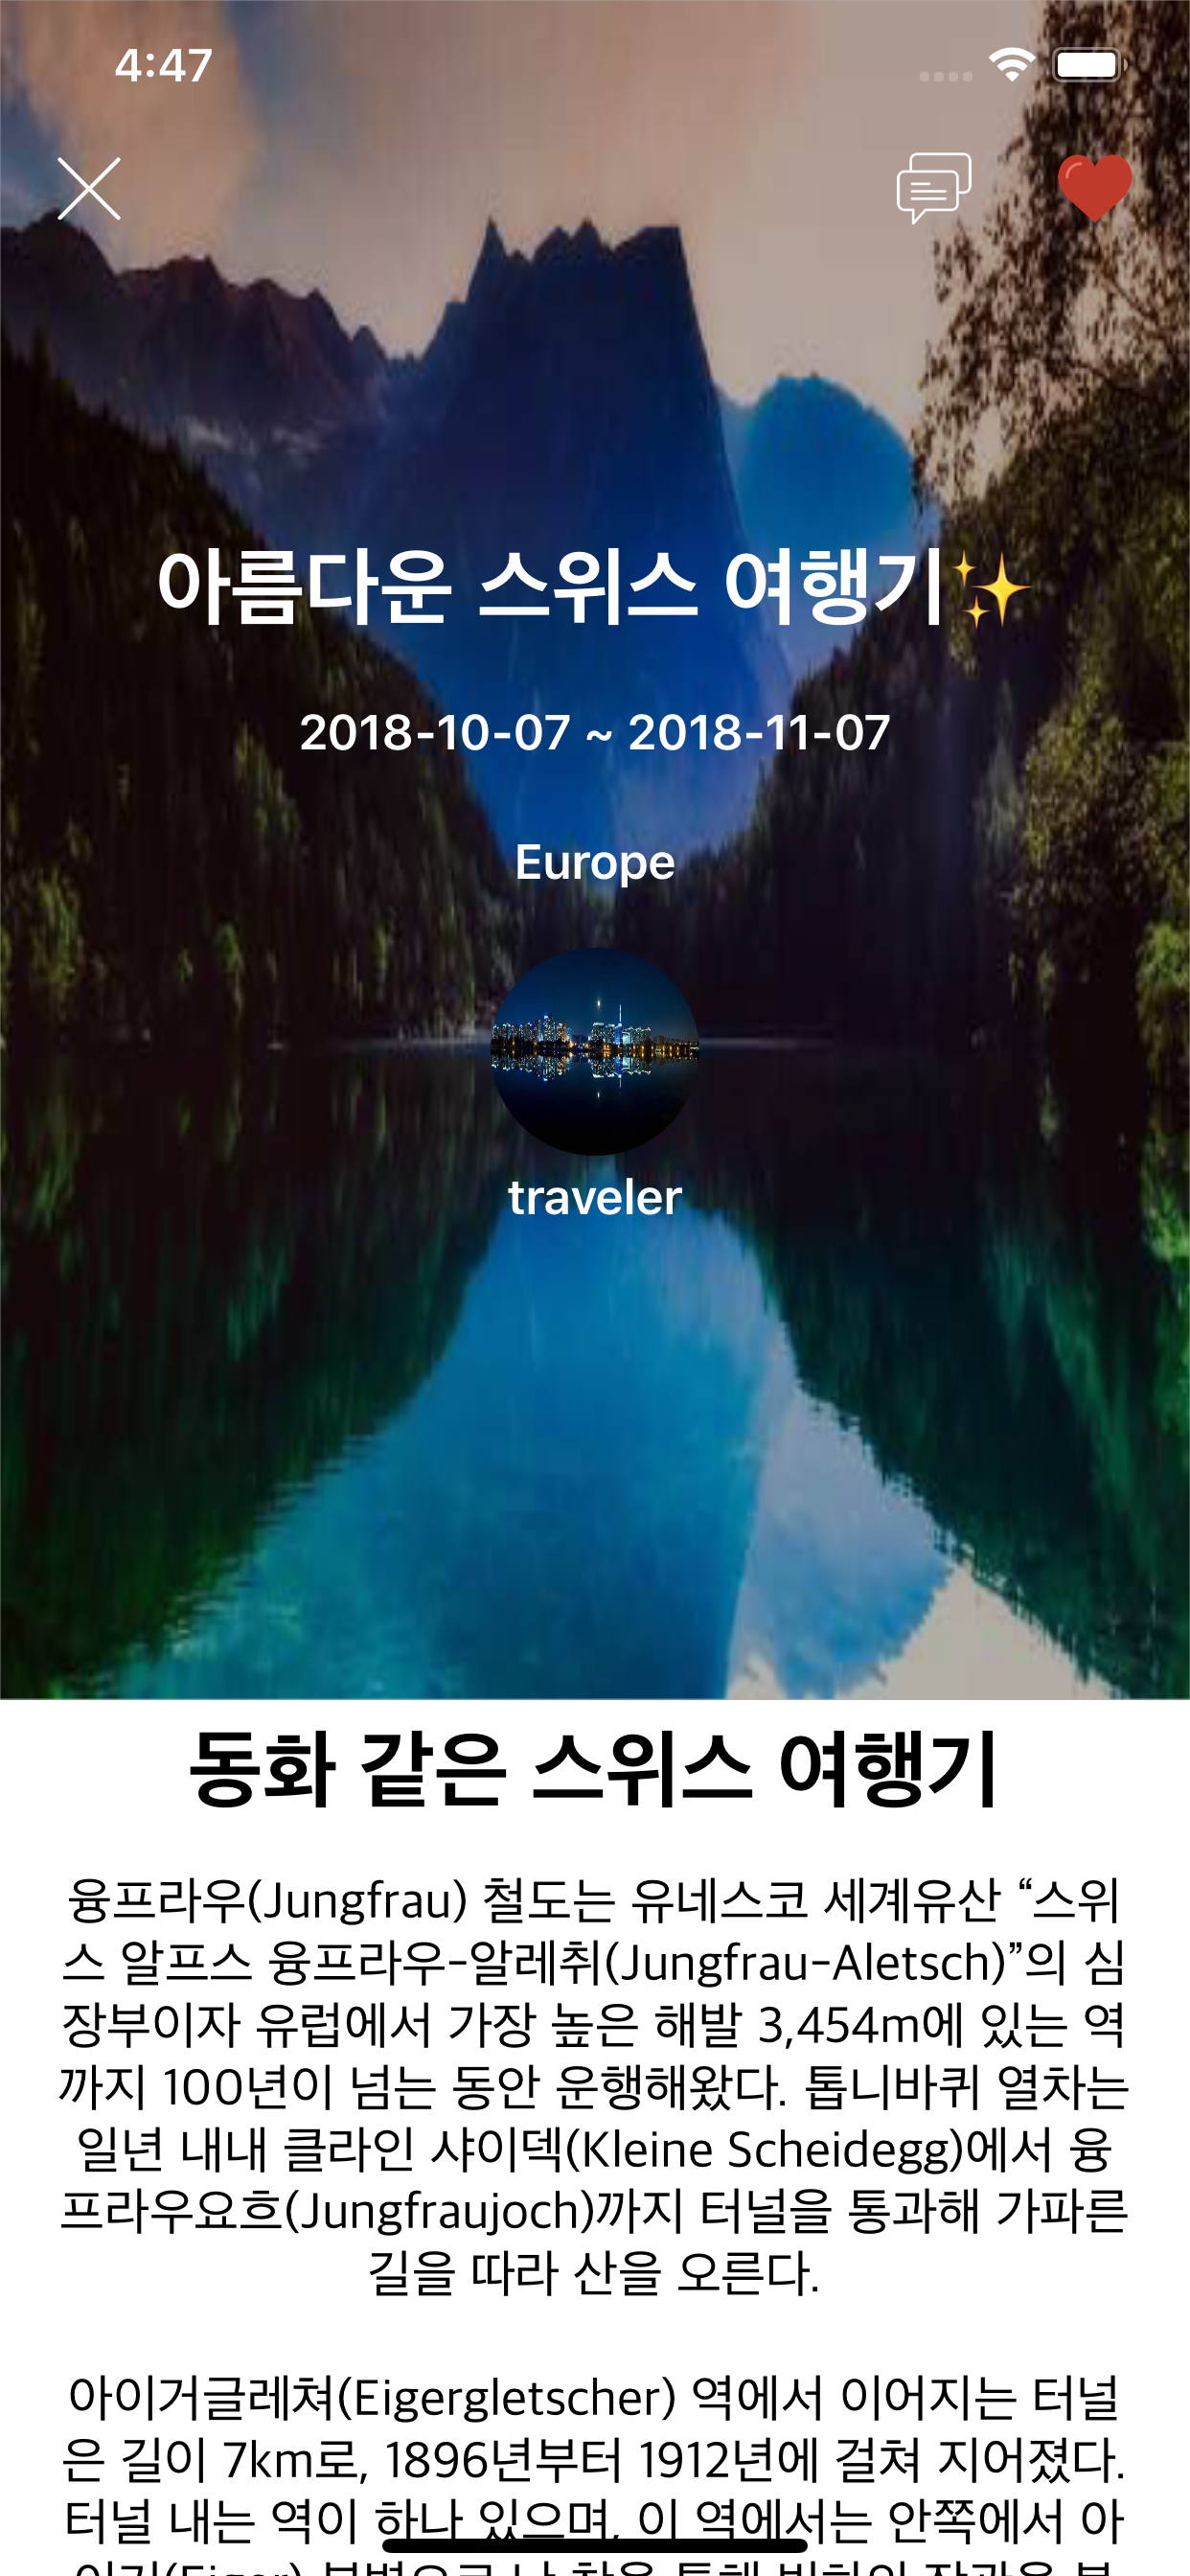 4:47
아름다운 스위스 여행기✨
2018-10-07 ~ 2018-11-07
Europe
traveler
동화 같은 스위스 여행기
융프라우(Jungfrau) 철도는 유네스코 세계유산 “스위
스 알프스 융프라우-알레취(Jungfrau-Aletsch)”의 심
장부이자 유럽에서 가장 높은 해발 3,454m에 있는 역
까지 100년이 넘는 동안 운행해왔다. 톱니바퀴 열차는
일년 내내 클라인 샤이덱(Kleine Scheidegg)에서 융
프라우요흐(Jungfraujoch)까지 터널을 통과해 가파른
길을 따라 산을 오른다.
아이거글레쳐(Eigergletscher) 역에서 이어지는 터널
은 길이 7km로, 1896년부터 1912년에 걸쳐 지어졌다.
터널 내는 역이 하나 있으며, 이 역에서는 안쪽에서 아